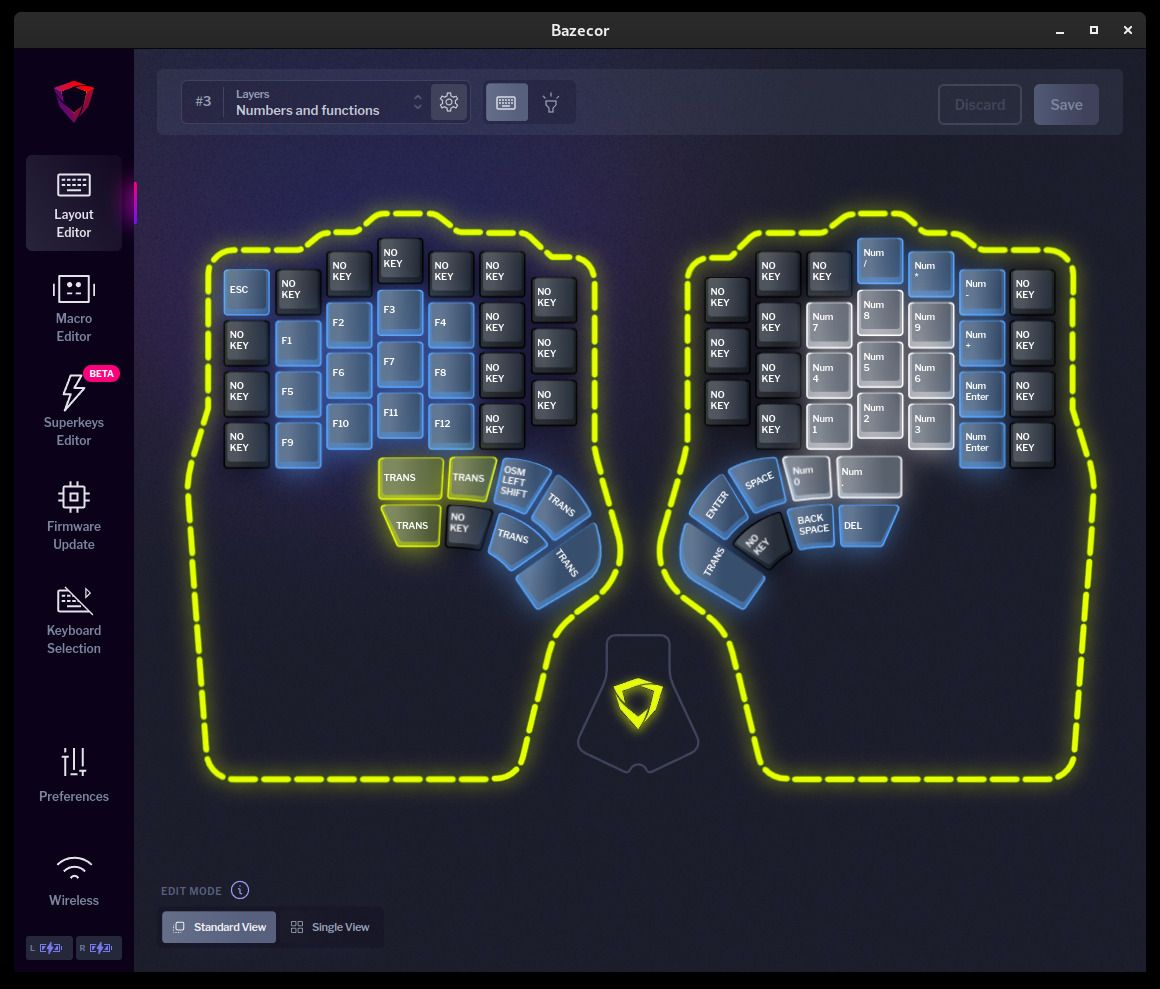 Bazecor
#3
Layers
Numbers and functions
Discard
Save
Layout
Editor
Macro
Editor
BETA
Superkeys
Editor
Firmware
Update
Keyboard
Selection
Preferences
Wireless
L
R
ESC
NO
KEY
NO
KEY
NO
KEY
NO
KEY
NO
KEY
NO
KEY
NO
KEY
F1
F2
F3
F4
NO
KEY
NO
KEY
NO
KEY
F5
F6
F7
F8
NO
KEY
NO
KEY
NO
KEY
F9
F10
F11
F12
NO
KEY
TRANS
TRANS
OSM
LEFT
SHIFT
TRANS
TRANS
NO
KEY
TRANS
TRANS
NO
KEY
NO
KEY
NO
KEY
Num
/
Num
*
Num
-
NO
KEY
NO
KEY
NO
KEY
Num
7
Num
8
Num
9
Num
+
NO
KEY
NO
KEY
NO
KEY
Num
4
Num
5
Num
6
Num
Enter
NO
KEY
NO
KEY
Num
1
Num
2
Num
3
Num
Enter
NO
KEY
ENTER
SPACE
Num
0
Num
.
TRANS
NO
KEY
BACK
SPACE
DEL
EDIT MODE
Standard View
Single View